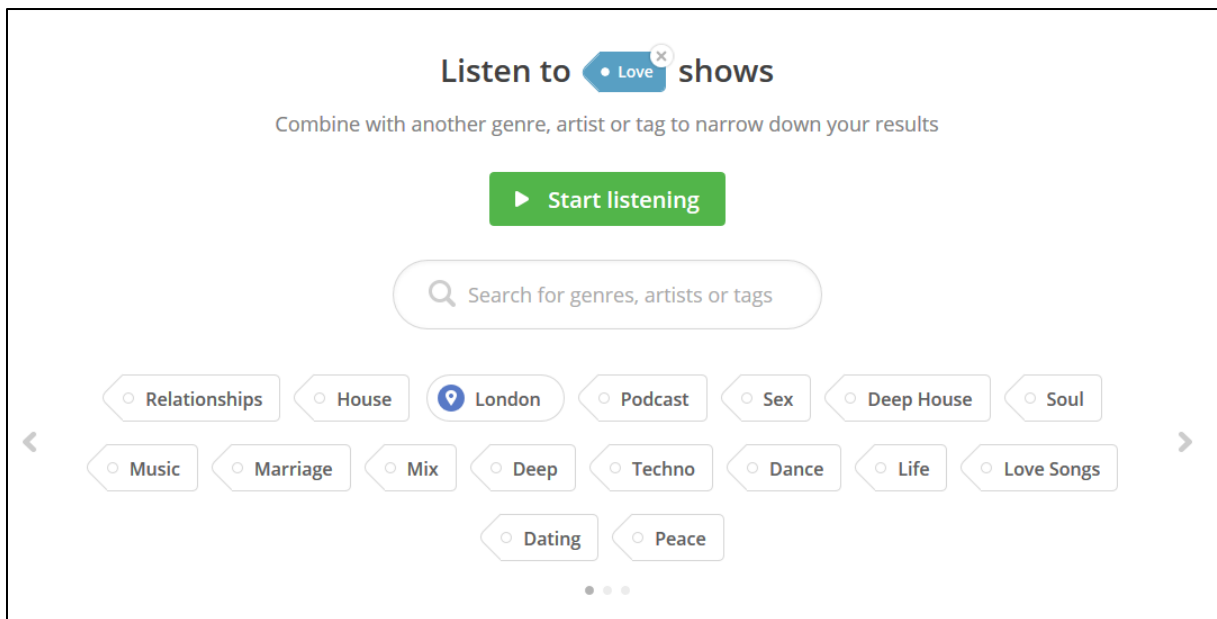 Listen to Love shows
Combine with another genre, artist or tag to narrow down your results
Start listening
Search for genres, artists or tags
Relationships House London Podcast Sex Deep House Soul
Music Marriage Mix Deep Techno Dance Life Love Songs
Dating Peace